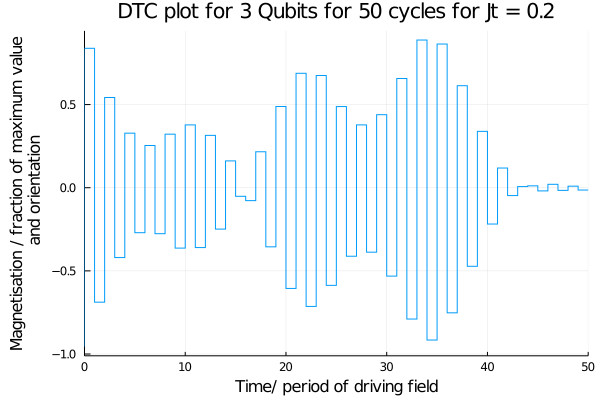 DTC plot for 3 Qubits for 50 cycles for Jt = 0.2
Magnetisation / fraction of maximum value
and orientation
0.5
0.0
−0.5
−1.0
0
10
20
30
40
50
Time/ period of driving field